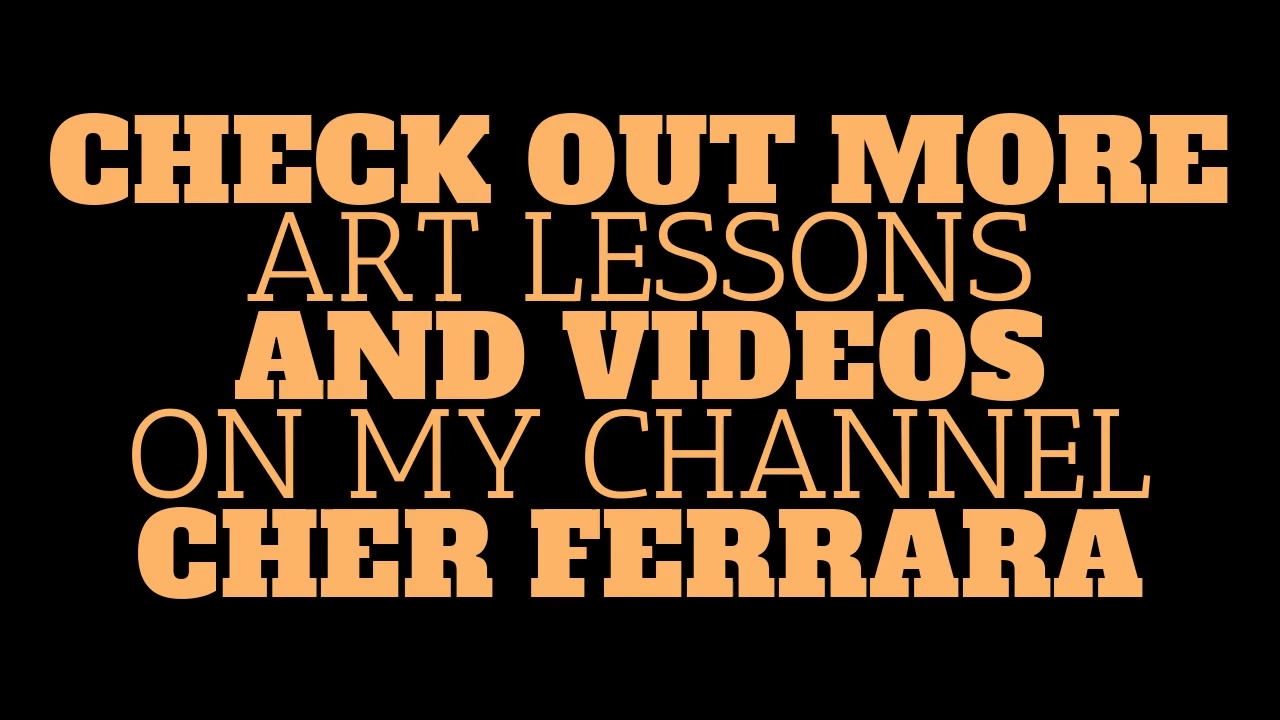 CHECK OUT MORE
ART LESSONS
AND VIDEOS
ON MY CHANNEL
CHER FERRARA